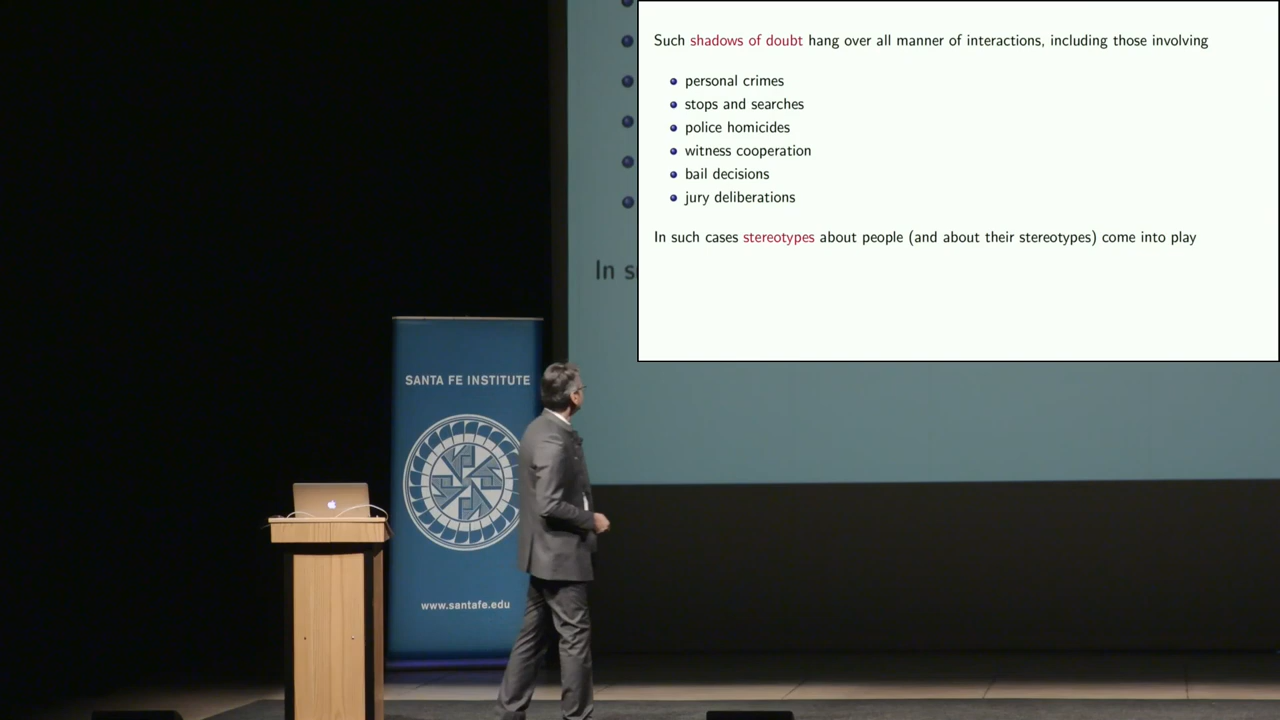 Such shadows of doubt hang over all manner of interactions, including those involving
personal crimes
stops and searches
police homicides
witness cooperation
bail decisions
jury deliberations
In such cases stereotypes about people (and about their stereotypes) come into play
In s
SANTA FE INSTITUTE
www.santafe.edu